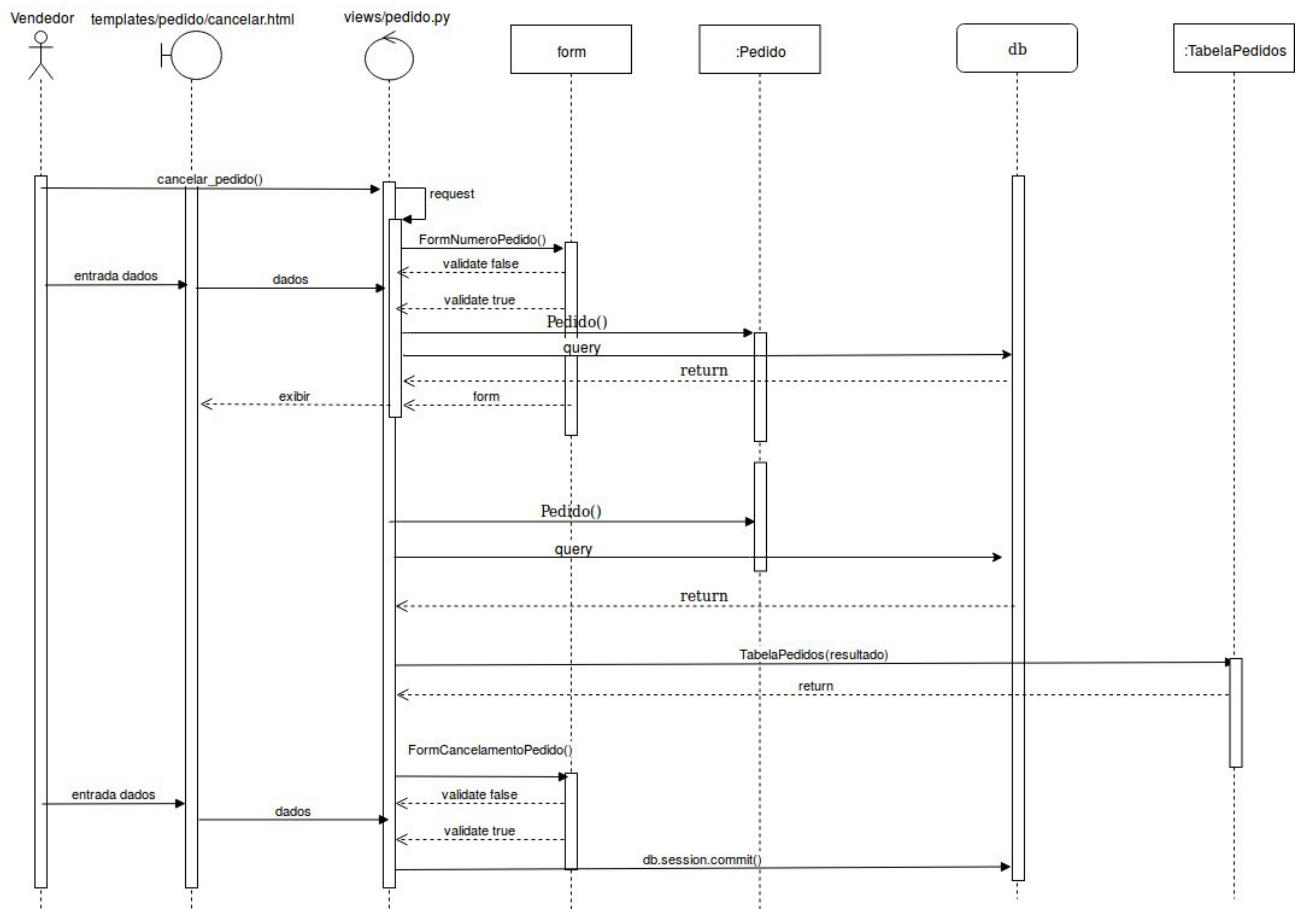 Vendedor
templates/pedido/cancelar.html
views/pedido.py
form
:Pedido
db
:TabelaPedidos
cancelar_pedido()
request
FormNumeroPedido()
validate false
entrada dados
dados
validate true
Pedido()
query
return
exibir
form
Pedido()
query
return
TabelaPedidos(resultado)
return
FormCancelamentoPedido()
entrada dados
validate false
dados
validate true
db.session.commit()